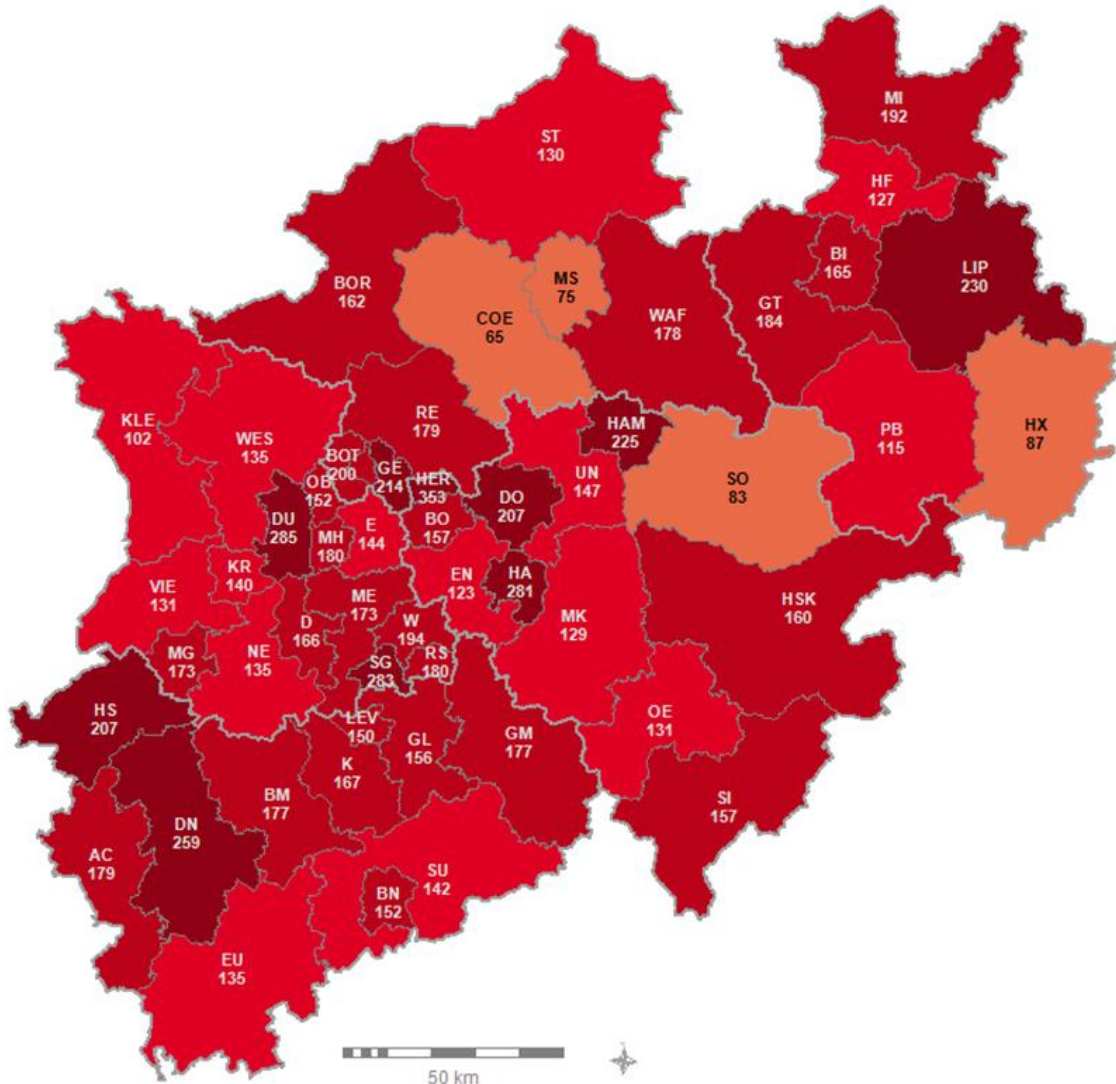 MI
192
ST
130
HF
127
BI
165
LIP
230
BOR
162
MS
75
COE
65
WAF
178
GT
184
KLE
102
WES
135
RE
179
HAM
225
PB
115
HX
87
BOT
200
GE
214
HER
353
OB
152
UN
147
SO
83
DO
207
DU
285
MH
180
E
144
BO
157
KR
140
EN
123
HA
281
VIE
131
ME
173
HSK
160
D
166
W
194
MK
129
MG
173
NE
135
SG
283
RS
180
HS
207
LEV
150
GL
156
GM
177
OE
131
K
167
BM
177
SI
157
DN
259
AC
179
SU
142
BN
152
EU
135
50 km